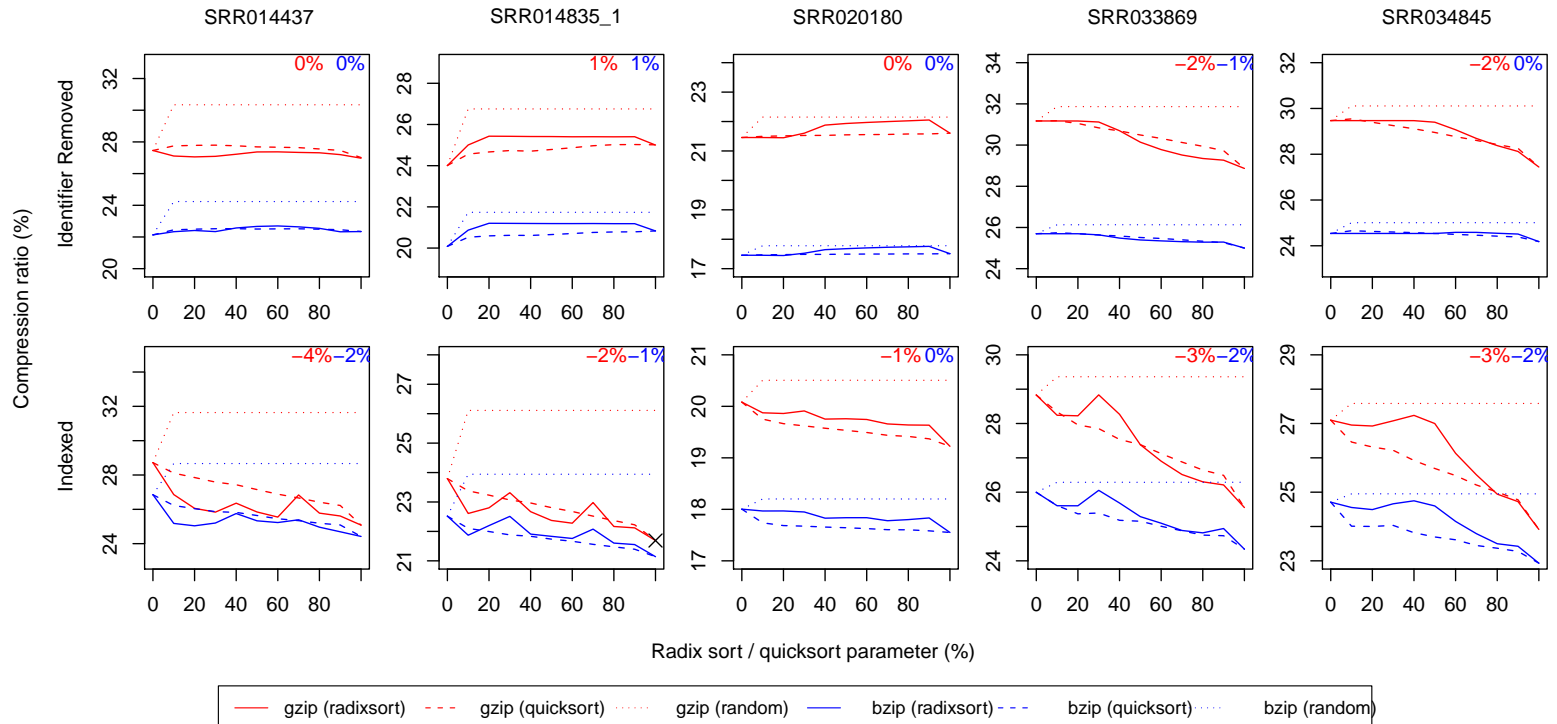 SRR014437 SRR014835_1 SRR020180 SRR033869 SRR034845
Compression ratio (%)
Identifier Removed
0% 0%
20 24 28 32
0 20 40 60 80
1% 1%
20 22 24 26 28
0 20 40 60 80
0% 0%
17 19 21 23
0 20 40 60 80
−2% −1%
24 26 28 30 32 34
0 20 40 60 80
−2% 0%
24 26 28 30 32
0 20 40 60 80
Indexed
−4% −2%
24 28 32
0 20 40 60 80
−2% −1%
21 23 25 27
0 20 40 60 80
−1% 0%
17 18 19 20 21
0 20 40 60 80
−3% −2%
24 26 28 30
0 20 40 60 80
−3% −2%
23 25 27 29
0 20 40 60 80
Radix sort / quicksort parameter (%)
gzip (radixsort) gzip (quicksort) gzip (random) bzip (radixsort) bzip (quicksort) bzip (random)